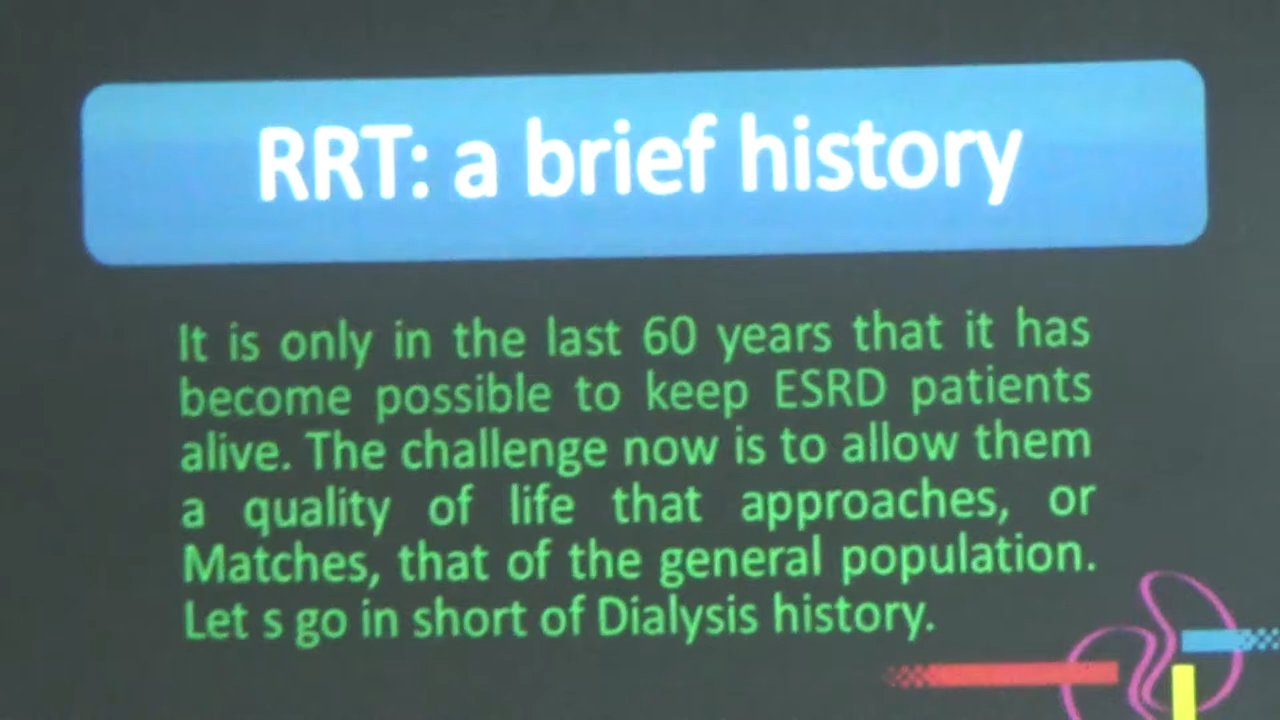 RRT: a brief history
It is only in the last 60 years that it has
become possible to keep ESRD patients
alive. The challenge now is to allow them
a quality of life that approaches, or
Matches, that of the general population.
Let s go in short of Dialysis history.